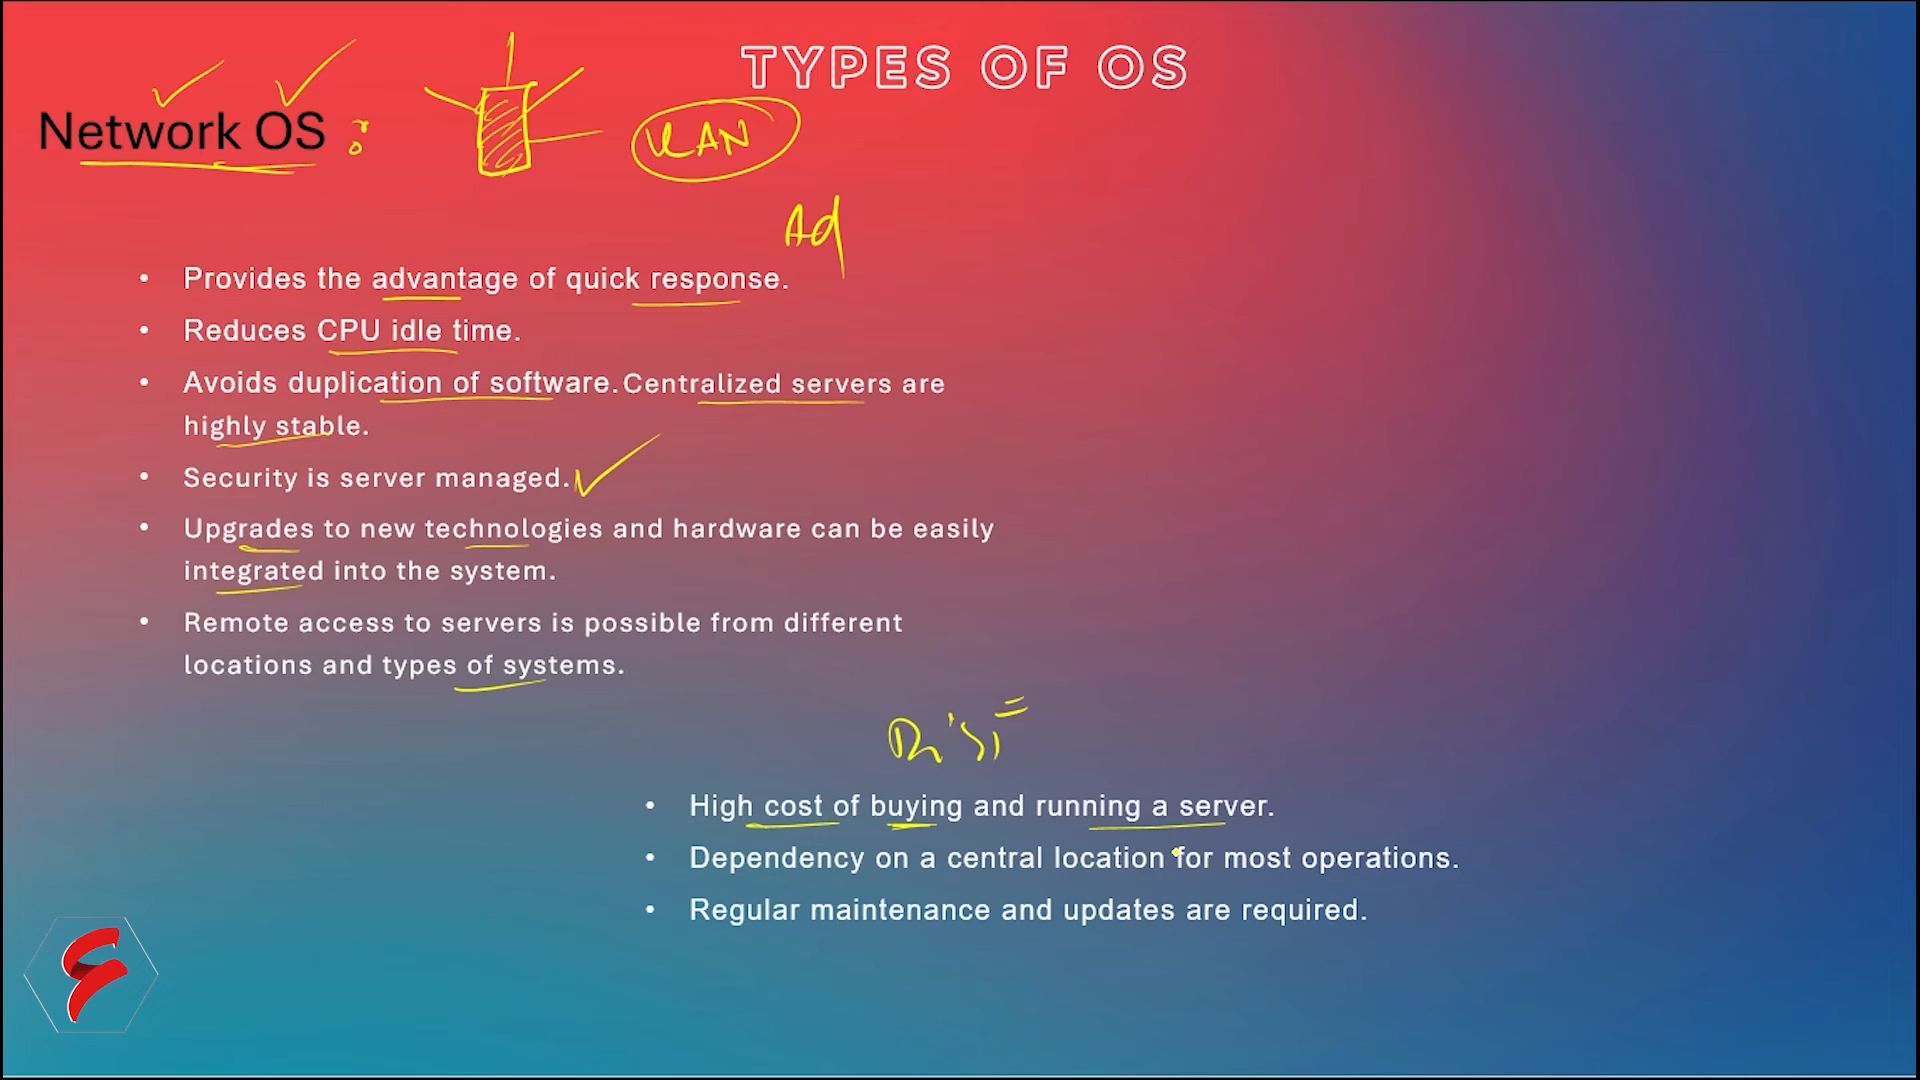 TYPES OF OS
Network OS :
LAN
Ad
• Provides the advantage of quick response.
• Reduces CPU idle time.
• Avoids duplication of software. Centralized servers are
highly stable.
• Security is server managed.
• Upgrades to new technologies and hardware can be easily
integrated into the system.
• Remote access to servers is possible from different
locations and types of systems.
• High cost of buying and running a server.
• Dependency on a central location for most operations.
• Regular maintenance and updates are required.